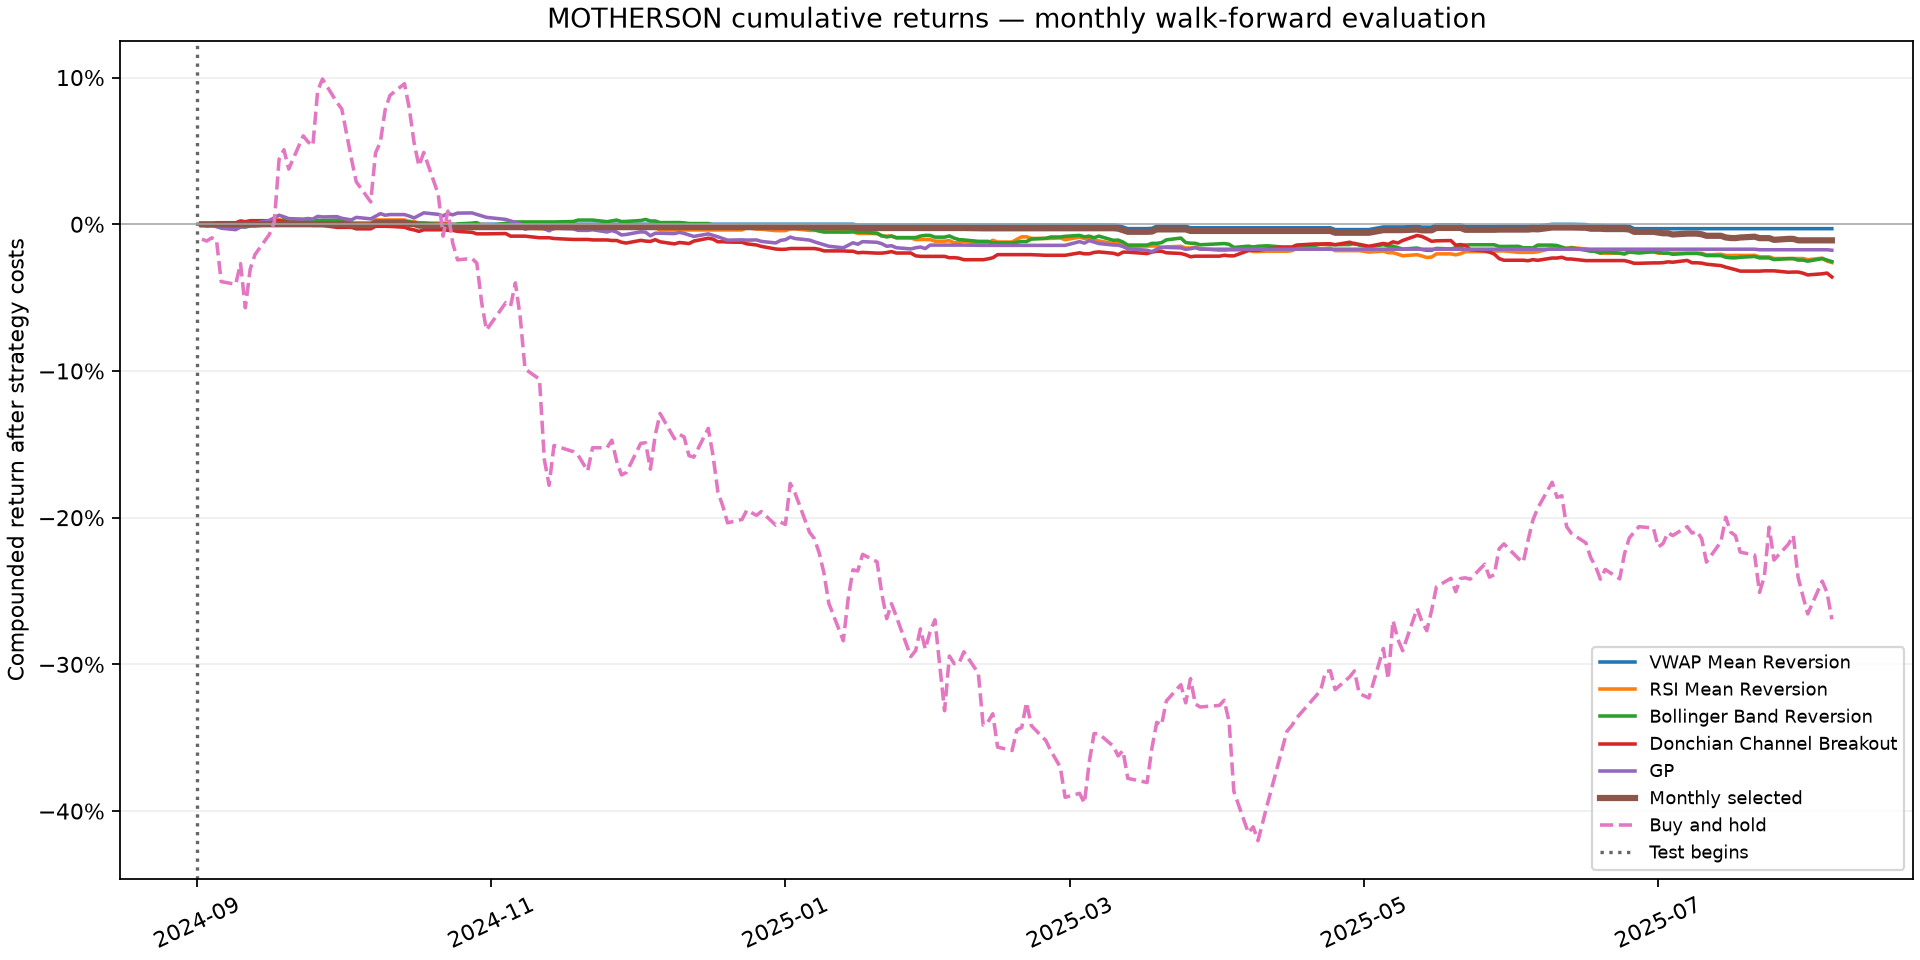 MOTHERSON cumulative returns — monthly walk-forward evaluation
Compounded return after strategy costs
10%
0%
−10%
−20%
−30%
−40%
2024-09
2024-11
2025-01
2025-03
2025-05
2025-07
VWAP Mean Reversion
RSI Mean Reversion
Bollinger Band Reversion
Donchian Channel Breakout
GP
Monthly selected
Buy and hold
Test begins